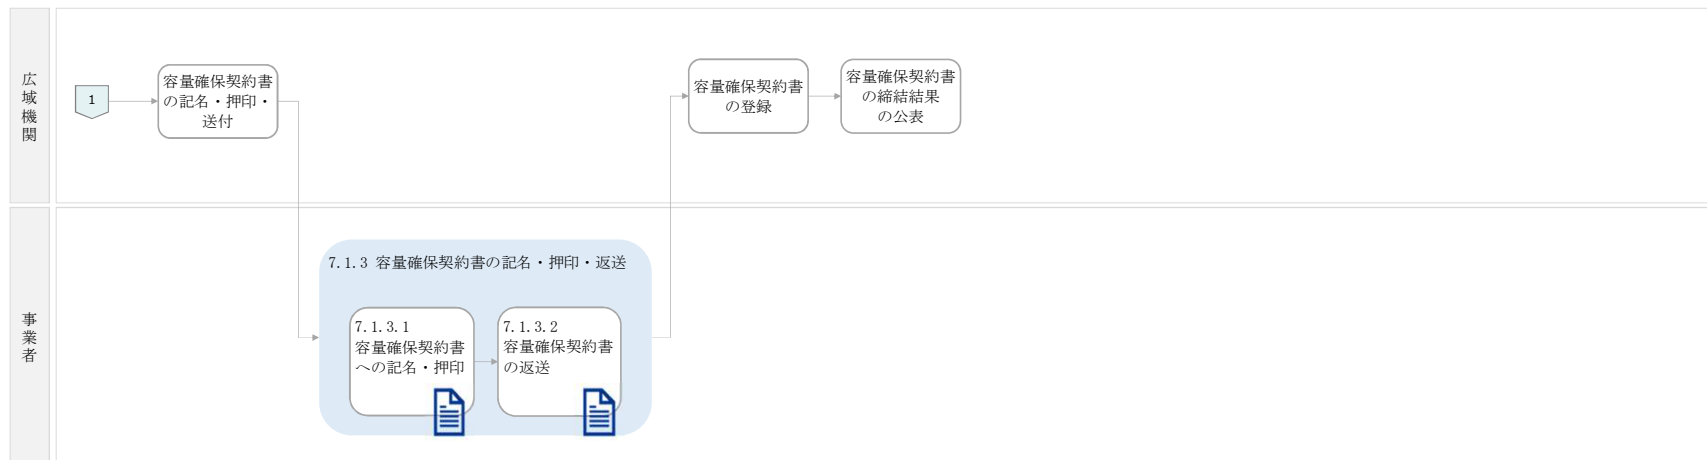 広域機関
1
容量確保契約書
の記名・押印・
送付
容量確保契約書
の登録
容量確保契約書
の締結結果
の公表
事業者
7.1.3 容量確保契約書の記名・押印・返送
7.1.3.1
容量確保契約書
への記名・押印
7.1.3.2
容量確保契約書
の返送